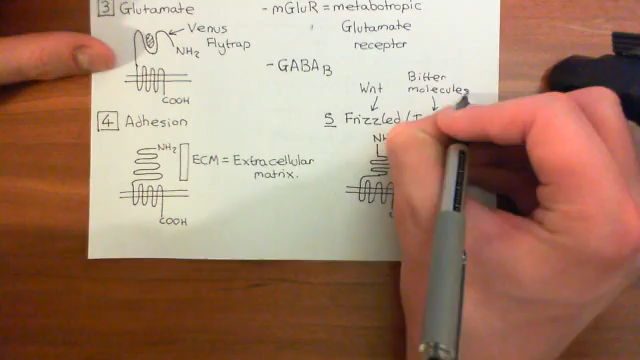 3 Glutamate
Venus
Flytrap
NH2
COOH
- mGluR = metabotropic
Glutamate
receptor
- GABAB
4 Adhesion
NH2
ECM = Extracellular
matrix.
COOH
Wnt
Bitter
molecules
5 Frizzled /